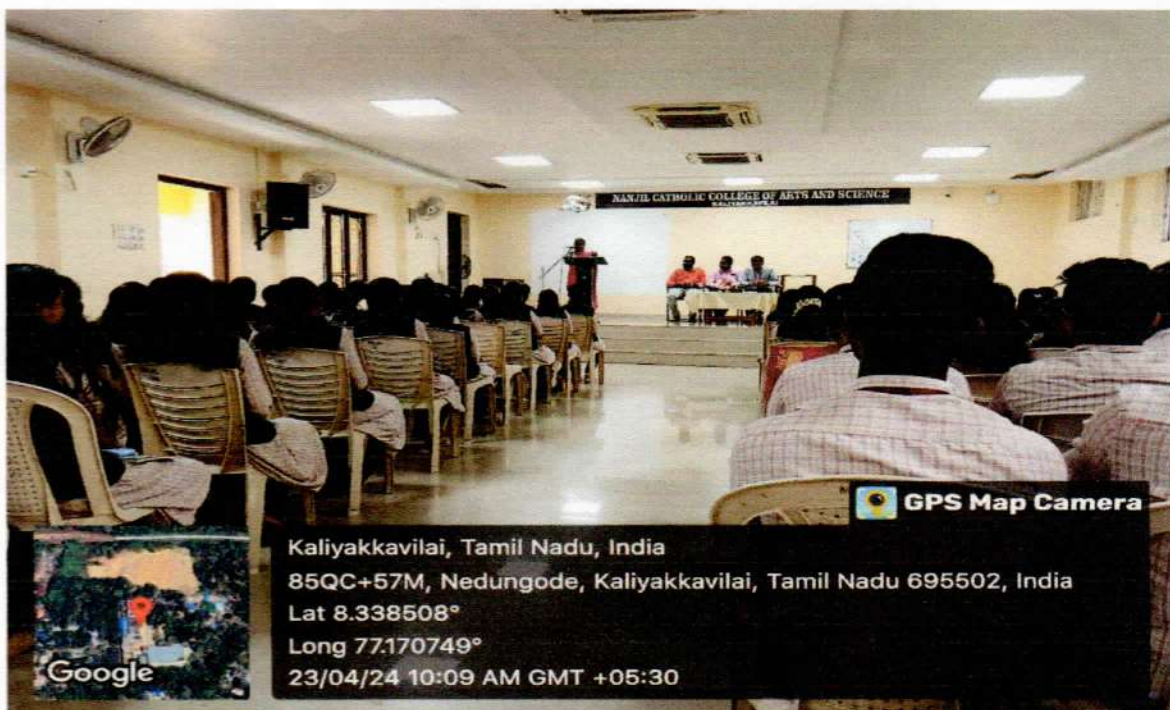 NANJIL CATHOLIC COLLEGE OF ARTS AND SCIENCE
KALIYAKKAVILAI
GPS Map Camera
Kaliyakkavilai, Tamil Nadu, India
85QC+57M, Nedungode, Kaliyakkavilai, Tamil Nadu 695502, India
Lat 8.338508°
Long 77.170749°
23/04/24 10:09 AM GMT +05:30
Google